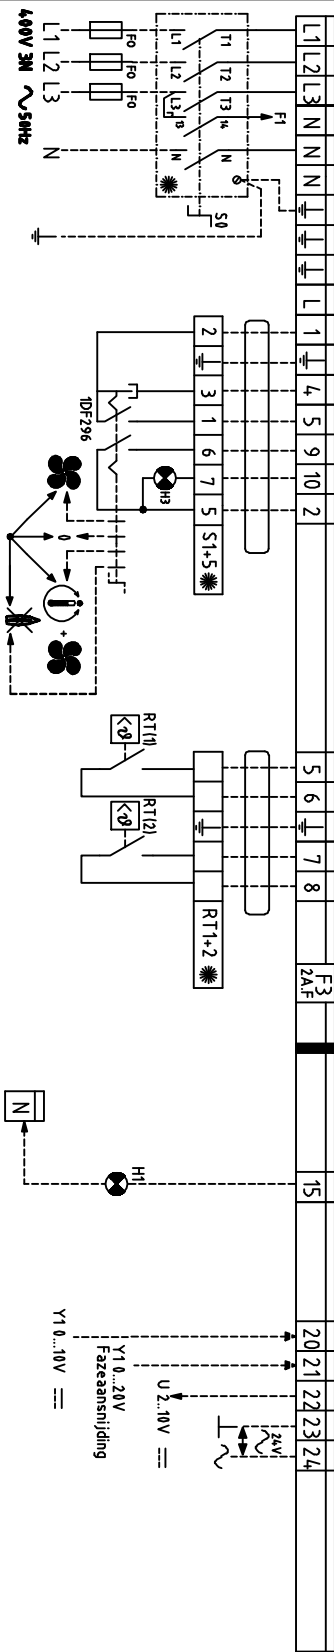 L1 L2 L3 N N N L 1 4 5 9 10 2 5 6 7 8 F3 15 20 21 22 23 24
2A.F
F1
T1 T2 T3 14 N
L1 L2 L3 13 N
S0
F0 F0 F0
L1 L2 L3 N
400V 3N ~ 50Hz
2 3 1 6 7 5 S1+5
H3
1DF296
0
+
RT1+2
RT(1) RT(2)
H1
N
24V
U 2...10V
Y1 0...20V
Fazeaansnijding
Y1 0...10V